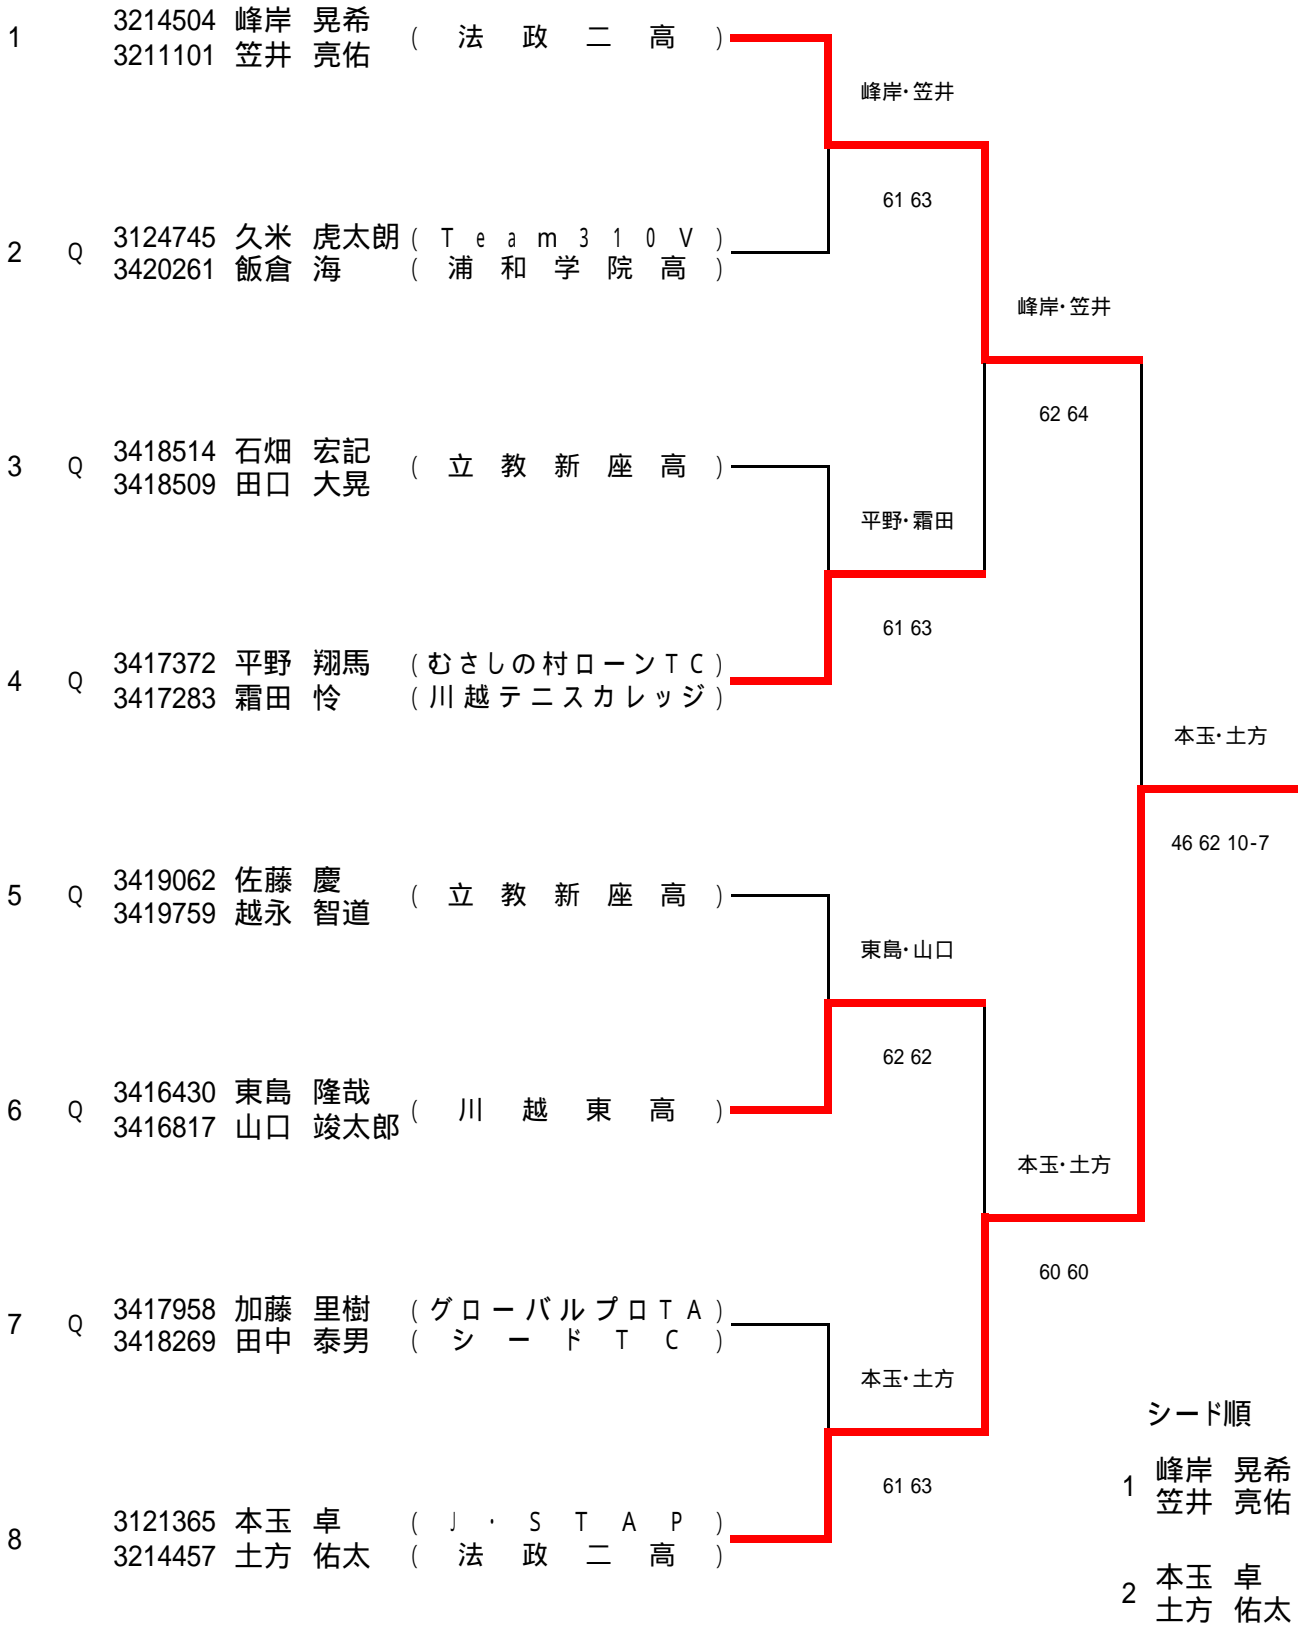 1 3214504 峰岸 晃希 ( 法 政 二 高 )
3211101 笠井 亮佑
峰岸･笠井
61 63
2 Q 3124745 久米 虎太朗 ( Ｔｅａｍ３１０Ｖ )
3420261 飯倉 海 ( 浦 和 学 院 高 )
峰岸･笠井
62 64
3 Q 3418514 石畑 宏記 ( 立 教 新 座 高 )
3418509 田口 大晃
平野･霜田
61 63
4 Q 3417372 平野 翔馬 (むさしの村ローンＴＣ)
3417283 霜田 怜 (川越テニスカレッジ)
本玉･土方
46 62 10-7
5 Q 3419062 佐藤 慶 ( 立 教 新 座 高 )
3419759 越永 智道
東島･山口
62 62
6 Q 3416430 東島 隆哉 ( 川 越 東 高 )
3416817 山口 竣太郎
本玉･土方
60 60
7 Q 3417958 加藤 里樹 (グローバルプロＴＡ)
3418269 田中 泰男 ( シ ー ド Ｔ Ｃ )
本玉･土方
61 63
8 3121365 本玉 卓 ( Ｊ ・ Ｓ Ｔ Ａ Ｐ )
3214457 土方 佑太 ( 法 政 二 高 )
シード順
1 峰岸 晃希
笠井 亮佑
2 本玉 卓
土方 佑太